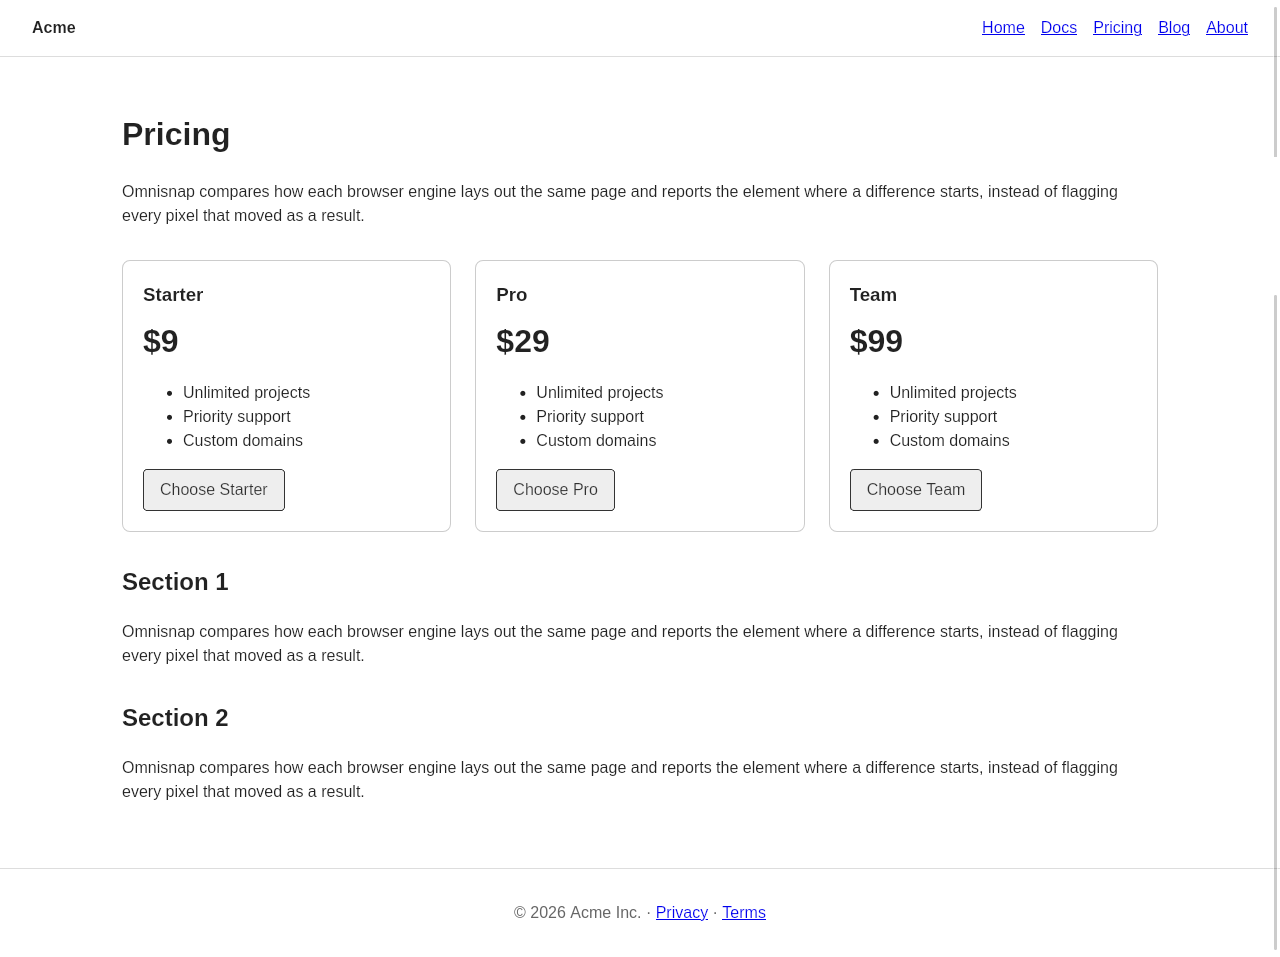 Acme
Home Docs Pricing Blog About
Pricing
Omnisnap compares how each browser engine lays out the same page and reports the element where a difference starts, instead of flagging
every pixel that moved as a result.
Starter
$9
• Unlimited projects
• Priority support
• Custom domains
Choose Starter
Pro
$29
• Unlimited projects
• Priority support
• Custom domains
Choose Pro
Team
$99
• Unlimited projects
• Priority support
• Custom domains
Choose Team
Section 1
Omnisnap compares how each browser engine lays out the same page and reports the element where a difference starts, instead of flagging
every pixel that moved as a result.
Section 2
Omnisnap compares how each browser engine lays out the same page and reports the element where a difference starts, instead of flagging
every pixel that moved as a result.
© 2026 Acme Inc. · Privacy · Terms